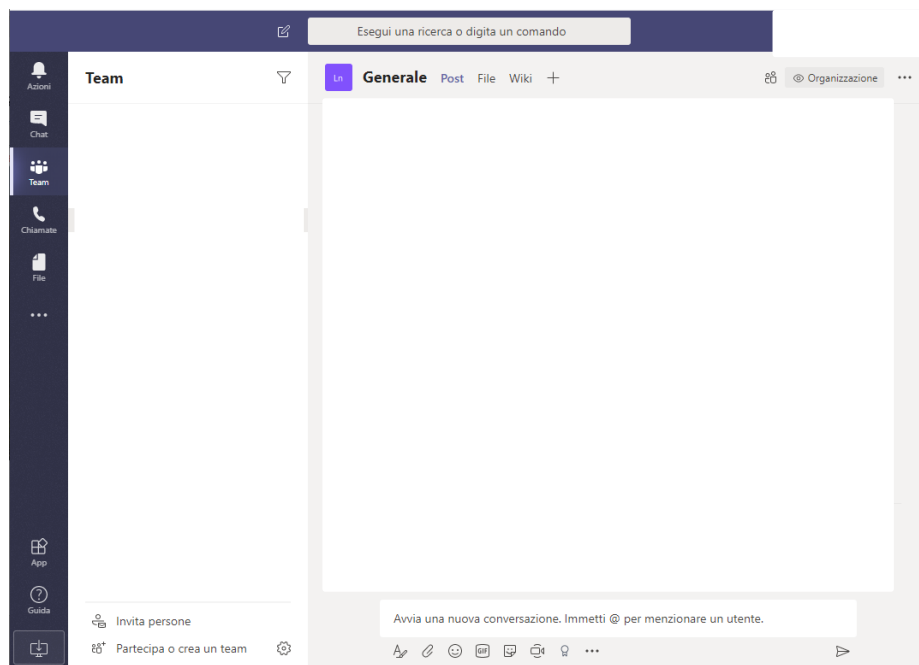 Esegui una ricerca o digita un comando
Azioni
Chat
Team
Chiamate
File
App
Guida
Team
Invita persone
Partecipa o crea un team
Ln Generale Post File Wiki
Organizzazione
Avvia una nuova conversazione. Immetti @ per menzionare un utente.
GIF